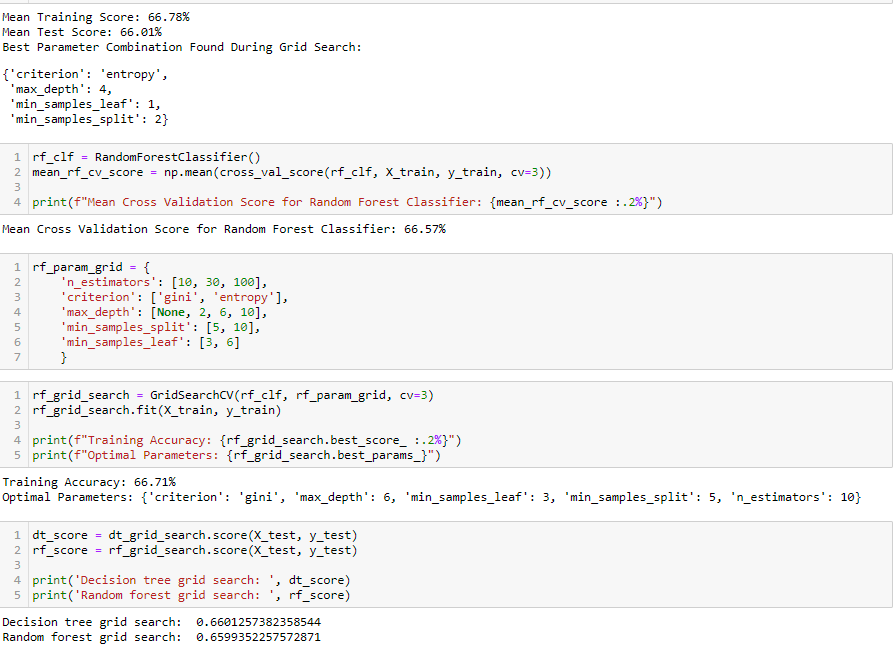 Mean Training Score: 66.78%
Mean Test Score: 66.01%
Best Parameter Combination Found During Grid Search:
{'criterion': 'entropy',
 'max_depth': 4,
 'min_samples_leaf': 1,
 'min_samples_split': 2}
1 rf_clf = RandomForestClassifier()
2 mean_rf_cv_score = np.mean(cross_val_score(rf_clf, X_train, y_train, cv=3))
3
4 print(f"Mean Cross Validation Score for Random Forest Classifier: {mean_rf_cv_score :.2%}")
Mean Cross Validation Score for Random Forest Classifier: 66.57%
1 rf_param_grid = {
2     'n_estimators': [10, 30, 100],
3     'criterion': ['gini', 'entropy'],
4     'max_depth': [None, 2, 6, 10],
5     'min_samples_split': [5, 10],
6     'min_samples_leaf': [3, 6]
7     }
1 rf_grid_search = GridSearchCV(rf_clf, rf_param_grid, cv=3)
2 rf_grid_search.fit(X_train, y_train)
3
4 print(f"Training Accuracy: {rf_grid_search.best_score_ :.2%}")
5 print(f"Optimal Parameters: {rf_grid_search.best_params_}")
Training Accuracy: 66.71%
Optimal Parameters: {'criterion': 'gini', 'max_depth': 6, 'min_samples_leaf': 3, 'min_samples_split': 5, 'n_estimators': 10}
1 dt_score = dt_grid_search.score(X_test, y_test)
2 rf_score = rf_grid_search.score(X_test, y_test)
3
4 print('Decision tree grid search: ', dt_score)
5 print('Random forest grid search: ', rf_score)
Decision tree grid search:  0.6601257382358544
Random forest grid search:  0.6599352257572871